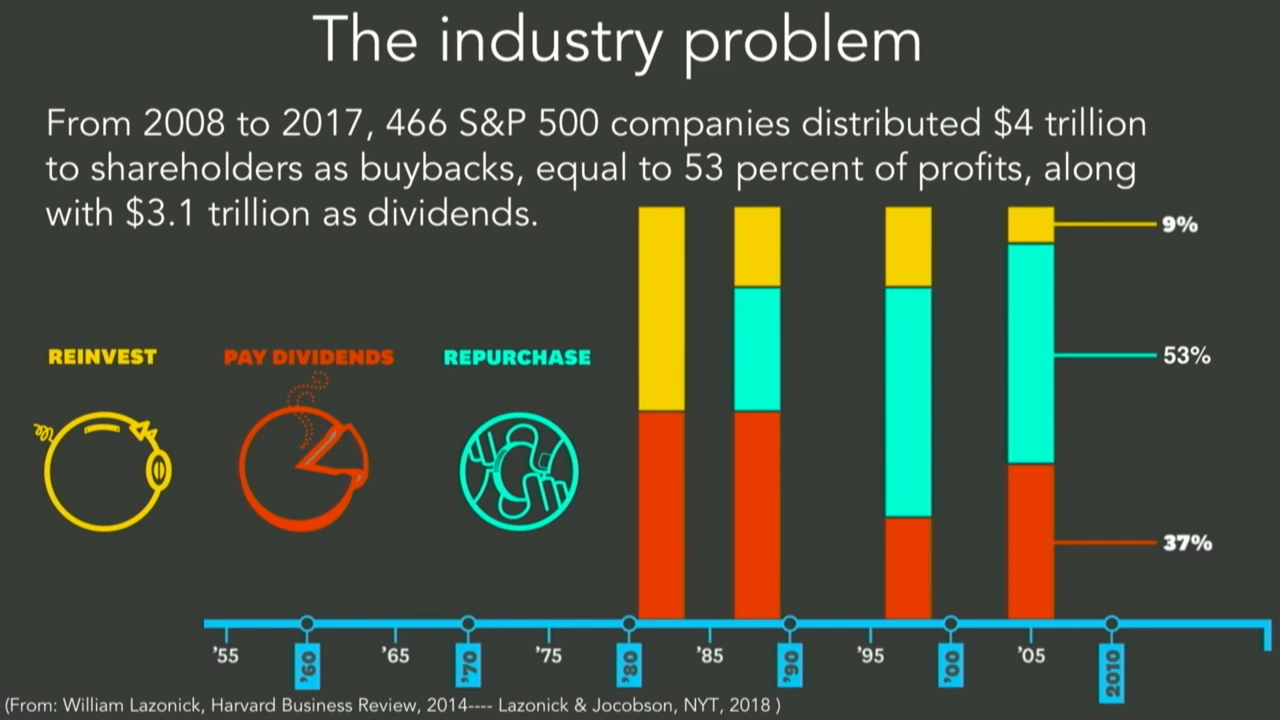 The industry problem
From 2008 to 2017, 466 S&P 500 companies distributed $4 trillion
to shareholders as buybacks, equal to 53 percent of profits, along
with $3.1 trillion as dividends.
9%
REINVEST
PAY DIVIDENDS
REPURCHASE
53%
37%
'55
'60
'65
'70
'75
'80
'85
'90
'95
'00
'05
2010
(From: William Lazonick, Harvard Business Review, 2014---- Lazonick & Jocobson, NYT, 2018 )